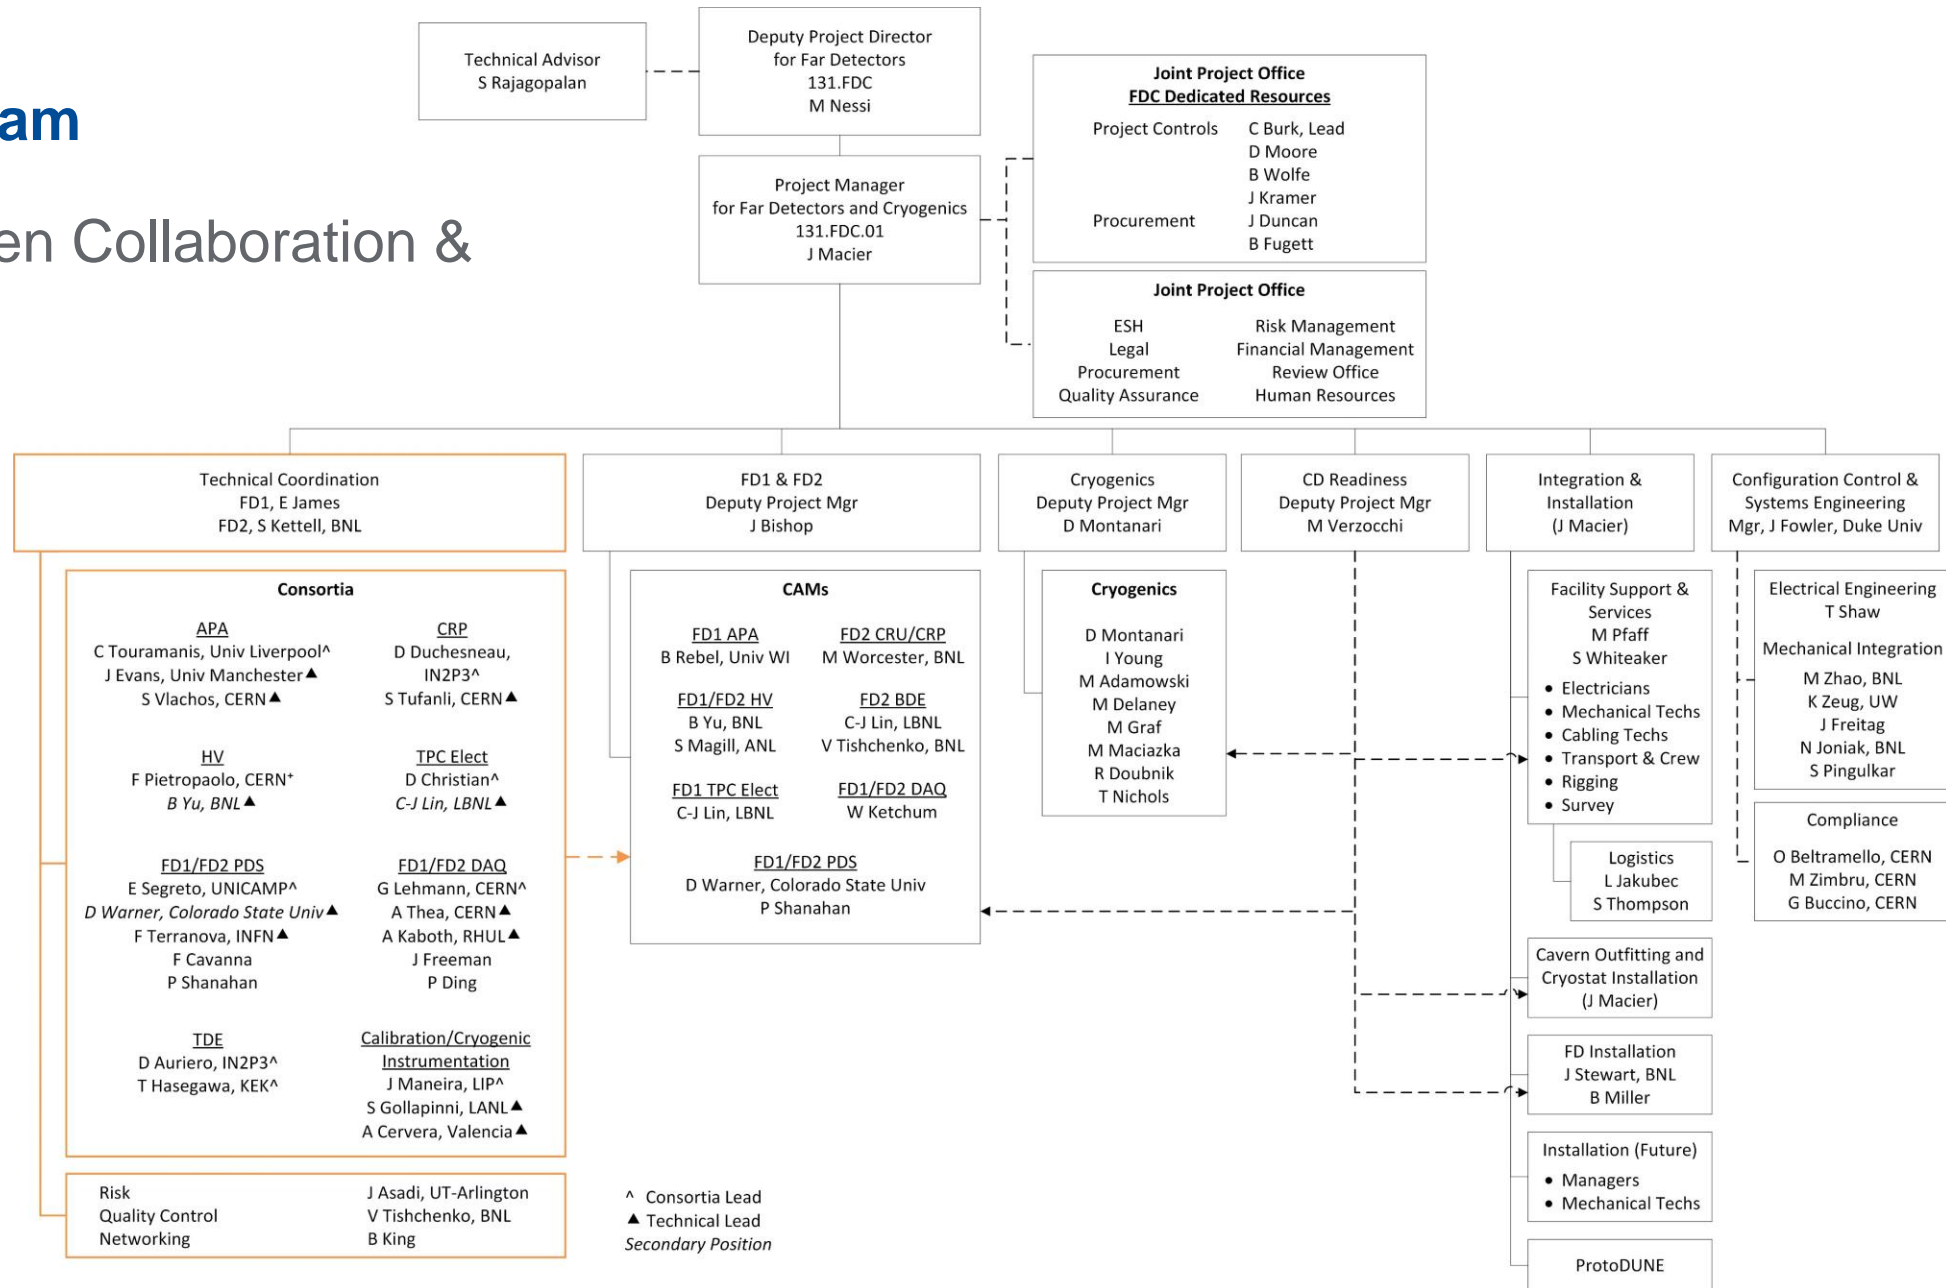 am
en Collaboration &
Technical Advisor
S Rajagopalan
Deputy Project Director
for Far Detectors
131.FDC
M Nessi
Project Manager
for Far Detectors and Cryogenics
131.FDC.01
J Macier
Joint Project Office
FDC Dedicated Resources
Project Controls C Burk, Lead
D Moore
B Wolfe
J Kramer
Procurement J Duncan
B Fugett
Joint Project Office
ESH Risk Management
Legal Financial Management
Procurement Review Office
Quality Assurance Human Resources
Technical Coordination
FD1, E James
FD2, S Kettell, BNL
FD1 & FD2
Deputy Project Mgr
J Bishop
Cryogenics
Deputy Project Mgr
D Montanari
CD Readiness
Deputy Project Mgr
M Verzocchi
Integration &
Installation
(J Macier)
Configuration Control &
Systems Engineering
Mgr, J Fowler, Duke Univ
Consortia
APA
C Touramanis, Univ Liverpool^
J Evans, Univ Manchester▲
S Vlachos, CERN▲
CRP
D Duchesneau,
IN2P3^
S Tufanli, CERN▲
HV
F Pietropaolo, CERN⁺
B Yu, BNL▲
TPC Elect
D Christian^
C-J Lin, LBNL▲
FD1/FD2 PDS
E Segreto, UNICAMP^
D Warner, Colorado State Univ▲
F Terranova, INFN▲
F Cavanna
P Shanahan
FD1/FD2 DAQ
G Lehmann, CERN^
A Thea, CERN▲
A Kaboth, RHUL▲
J Freeman
P Ding
TDE
D Auriero, IN2P3^
T Hasegawa, KEK^
Calibration/Cryogenic
Instrumentation
J Maneira, LIP^
S Gollapinni, LANL▲
A Cervera, Valencia▲
Risk J Asadi, UT-Arlington
Quality Control V Tishchenko, BNL
Networking B King
^ Consortia Lead
▲ Technical Lead
Secondary Position
CAMs
FD1 APA
B Rebel, Univ WI
FD2 CRU/CRP
M Worcester, BNL
FD1/FD2 HV
B Yu, BNL
S Magill, ANL
FD2 BDE
C-J Lin, LBNL
V Tishchenko, BNL
FD1 TPC Elect
C-J Lin, LBNL
FD1/FD2 DAQ
W Ketchum
FD1/FD2 PDS
D Warner, Colorado State Univ
P Shanahan
Cryogenics
D Montanari
I Young
M Adamowski
M Delaney
M Graf
M Maciazka
R Doubnik
T Nichols
Facility Support &
Services
M Pfaff
S Whiteaker
• Electricians
• Mechanical Techs
• Cabling Techs
• Transport & Crew
• Rigging
• Survey
Logistics
L Jakubec
S Thompson
Cavern Outfitting and
Cryostat Installation
(J Macier)
FD Installation
J Stewart, BNL
B Miller
Installation (Future)
• Managers
• Mechanical Techs
ProtoDUNE
Electrical Engineering
T Shaw
Mechanical Integration
M Zhao, BNL
K Zeug, UW
J Freitag
N Joniak, BNL
S Pingulkar
Compliance
O Beltramello, CERN
M Zimbru, CERN
G Buccino, CERN